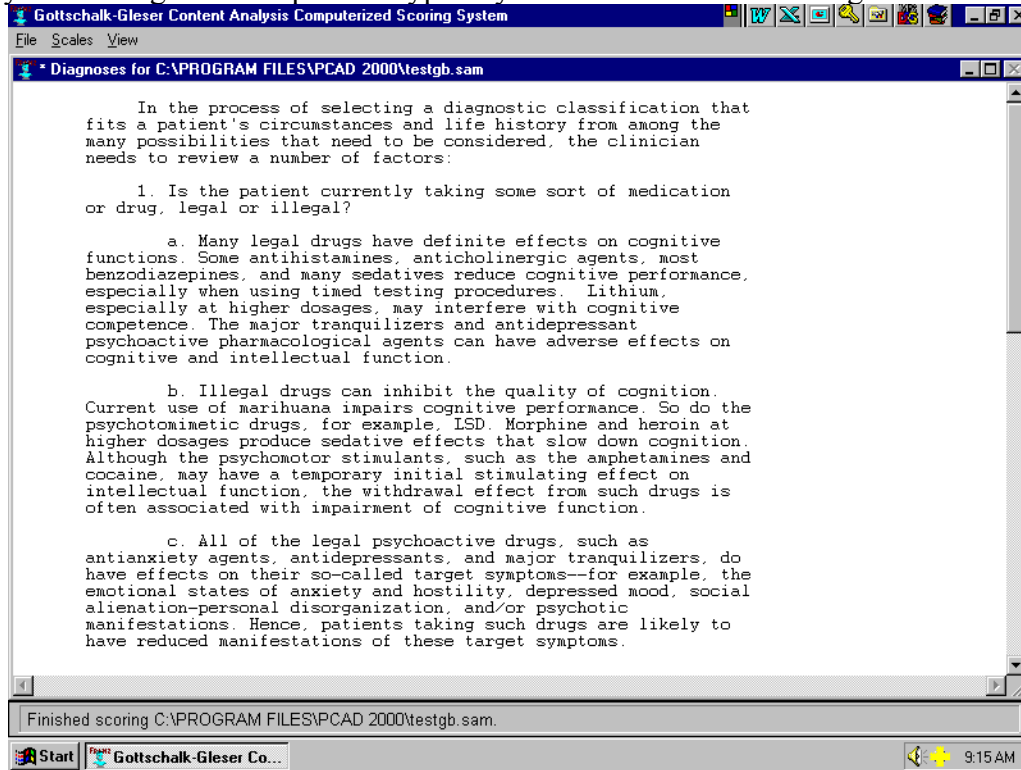 Gottschalk-Gleser Content Analysis Computerized Scoring System
File Scales View
* Diagnoses for C:\PROGRAM FILES\PCAD 2000\testgb.sam
In the process of selecting a diagnostic classification that
fits a patient's circumstances and life history from among the
many possibilities that need to be considered, the clinician
needs to review a number of factors:
1. Is the patient currently taking some sort of medication
or drug, legal or illegal?
a. Many legal drugs have definite effects on cognitive
functions. Some antihistamines, anticholinergic agents, most
benzodiazepines, and many sedatives reduce cognitive performance,
especially when using timed testing procedures. Lithium,
especially at higher dosages, may interfere with cognitive
competence. The major tranquilizers and antidepressant
psychoactive pharmacological agents can have adverse effects on
cognitive and intellectual function.
b. Illegal drugs can inhibit the quality of cognition.
Current use of marihuana impairs cognitive performance. So do the
psychotomimetic drugs, for example, LSD. Morphine and heroin at
higher dosages produce sedative effects that slow down cognition.
Although the psychomotor stimulants, such as the amphetamines and
cocaine, may have a temporary initial stimulating effect on
intellectual function, the withdrawal effect from such drugs is
often associated with impairment of cognitive function.
c. All of the legal psychoactive drugs, such as
antianxiety agents, antidepressants, and major tranquilizers, do
have effects on their so-called target symptoms--for example, the
emotional states of anxiety and hostility, depressed mood, social
alienation-personal disorganization, and/or psychotic
manifestations. Hence, patients taking such drugs are likely to
have reduced manifestations of these target symptoms.
Finished scoring C:\PROGRAM FILES\PCAD 2000\testgb.sam.
Start Gottschalk-Gleser Co... 9:15 AM